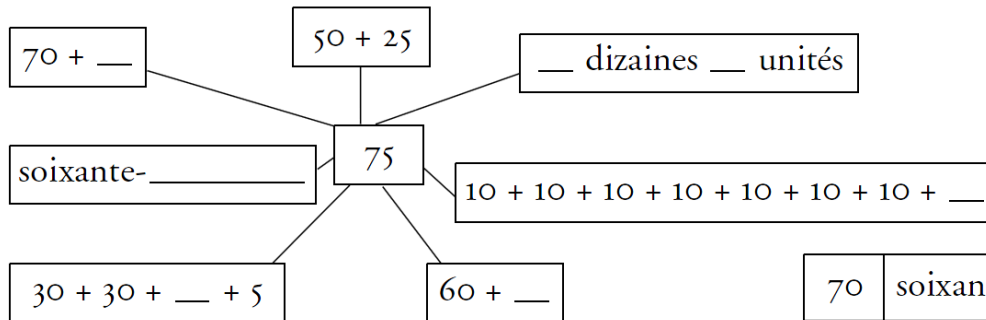 50 + 25
70 + __
__ dizaines __ unités
75
soixante-__________
10 + 10 + 10 + 10 + 10 + 10 + 10 + __
30 + 30 + __ + 5
60 + __
70 soixan